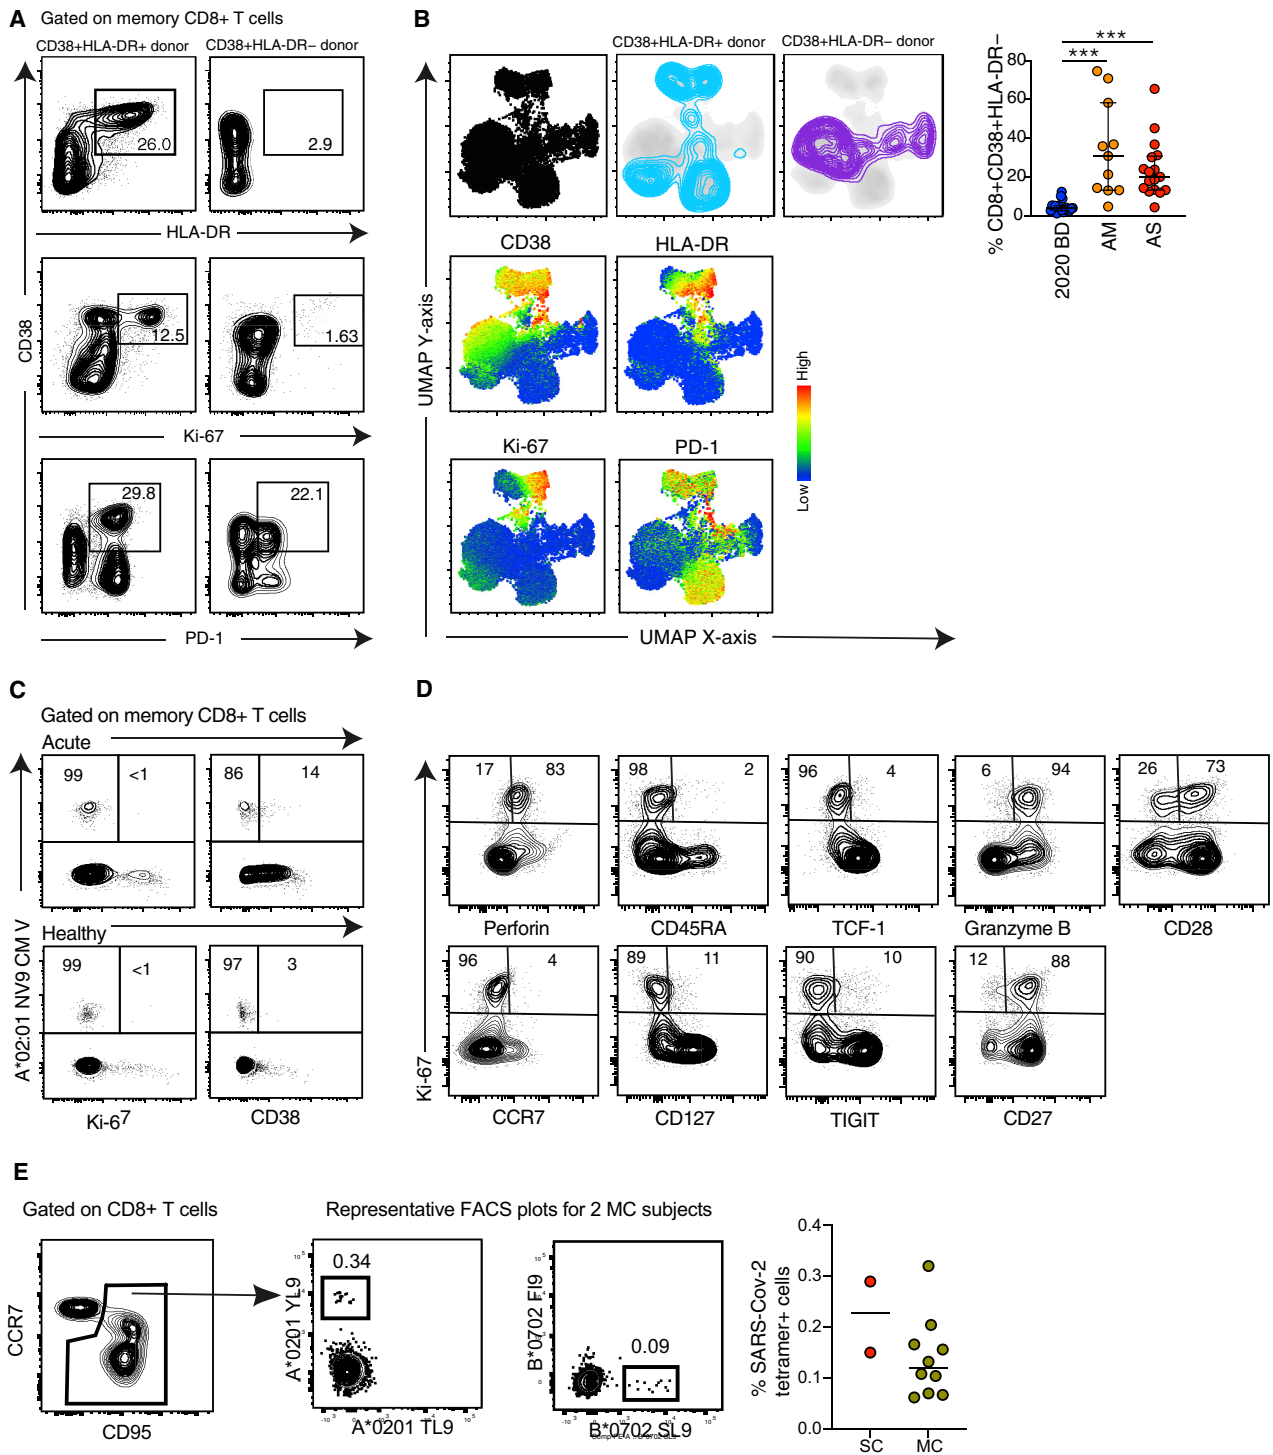 A Gated on memory CD8+ T cells
CD38+HLA-DR+ donor CD38+HLA-DR− donor
26.0
2.9
HLA-DR
CD38
12.5
1.63
Ki-67
29.8
22.1
PD-1
B
CD38+HLA-DR+ donor CD38+HLA-DR− donor
CD38 HLA-DR
UMAP Y-axis
High
Low
Ki-67 PD-1
UMAP X-axis
% CD8+CD38+HLA-DR−
***
***
80
60
40
20
0
2020 BD
AM
AS
C
Gated on memory CD8+ T cells
Acute
99 <1
86 14
Healthy
99 <1
97 3
A*02:01 NV9 CM V
Ki-67
CD38
D
17 83
98 2
96 4
6 94
26 73
Perforin CD45RA TCF-1 Granzyme B CD28
96 4
89 11
90 10
12 88
Ki-67
CCR7 CD127 TIGIT CD27
E
Gated on CD8+ T cells
CCR7
CD95
Representative FACS plots for 2 MC subjects
0.34
A*0201 YL9
A*0201 TL9
0.09
B*0702 FI9
B*0702 SL9
% SARS-Cov-2
tetramer+ cells
0.4
0.3
0.2
0.1
0.0
SC MC